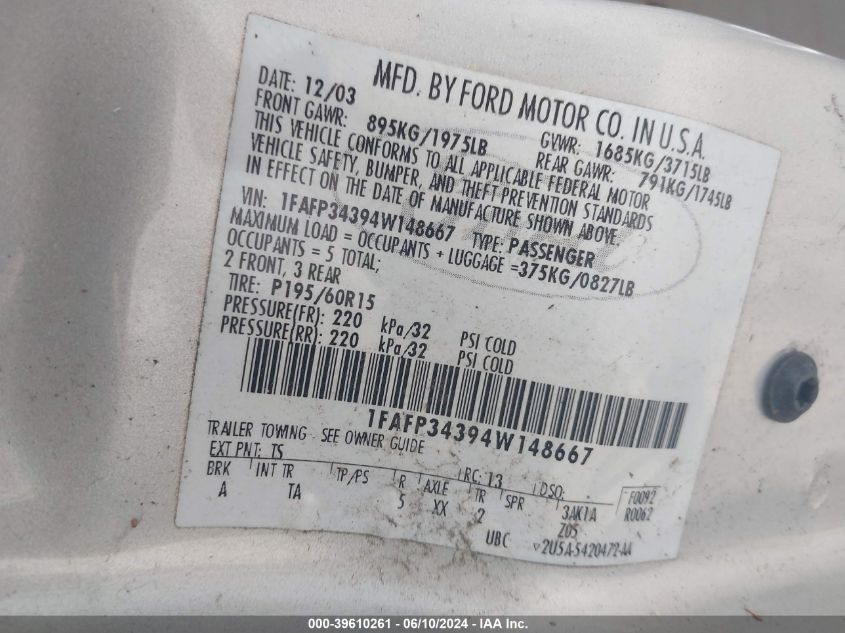 MFD. BY FORD MOTOR CO. IN U.S.A.
DATE: 12/03 GVWR: 1685KG/3715LB
FRONT GAWR: 895KG/1975LB REAR GAWR: 791KG/1745LB
THIS VEHICLE CONFORMS TO ALL APPLICABLE FEDERAL MOTOR
VEHICLE SAFETY, BUMPER, AND THEFT PREVENTION STANDARDS
IN EFFECT ON THE DATE OF MANUFACTURE SHOWN ABOVE.
VIN: 1FAFP34394W148667 TYPE: PASSENGER
MAXIMUM LOAD = OCCUPANTS + LUGGAGE =375KG/0827LB
OCCUPANTS = 5 TOTAL;
2 FRONT, 3 REAR
TIRE: P195/60R15
PRESSURE(FR): 220 kPa/32 PSI COLD
PRESSURE(RR): 220 kPa/32 PSI COLD
1FAFP34394W148667
TRAILER TOWING - SEE OWNER GUIDE
EXT PNT: TS RC: 13 DSO:
BRK INT TR TP/PS R AXLE TR SPR F0092
A TA 5 XX 2 3AK1A R0062
Z05
UBC 2U5A-5420472-AA
000-39610261 - 06/10/2024 - IAA Inc.